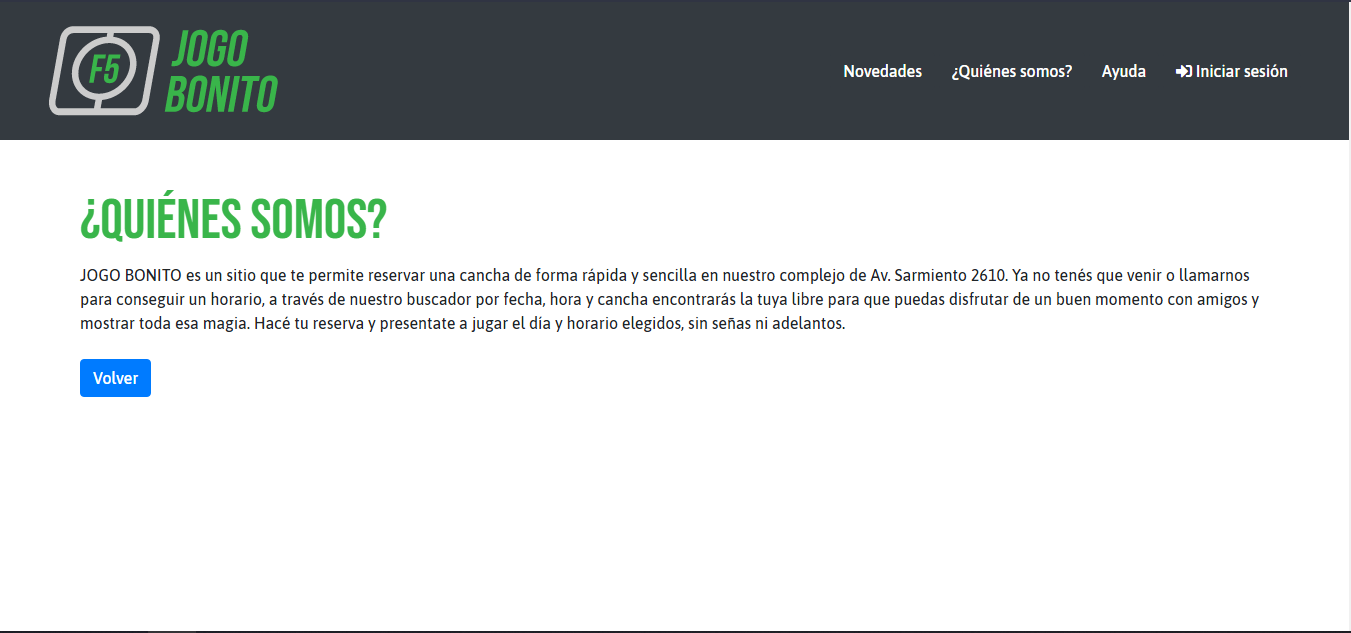 F5
JOGO
BONITO
Novedades
¿Quiénes somos?
Ayuda
Iniciar sesión
¿QUIÉNES SOMOS?
JOGO BONITO es un sitio que te permite reservar una cancha de forma rápida y sencilla en nuestro complejo de Av. Sarmiento 2610. Ya no tenés que venir o llamarnos
para conseguir un horario, a través de nuestro buscador por fecha, hora y cancha encontrarás la tuya libre para que puedas disfrutar de un buen momento con amigos y
mostrar toda esa magia. Hacé tu reserva y presentate a jugar el día y horario elegidos, sin señas ni adelantos.
Volver